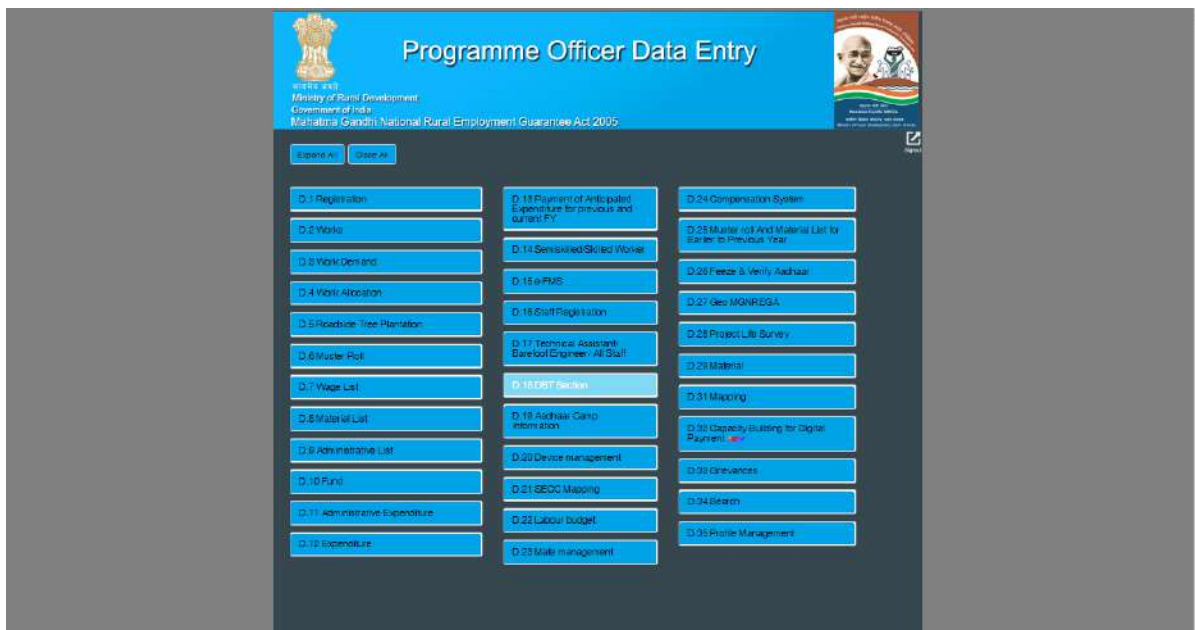 Programme Officer Data Entry
सत्यमेव जयते
Ministry of Rural Development
Government of India
Mahatma Gandhi National Rural Employment Guarantee Act 2005
Expand All
Close All
D.1 Registration
D.2 Works
D.3 Work Demand
D.4 Work Allocation
D.5 Roadside Tree Plantation
D.6 Muster Roll
D.7 Wage List
D.8 Material List
D.9 Administrative List
D.10 Fund
D.11 Administrative Expenditure
D.12 Expenditure
D.13 Payment of Anticipated
Expenditure for previous and
current FY
D.14 Semiskilled/Skilled Worker
D.15 e-FMS
D.16 Staff Registration
D.17 Technical Assistant/
Barefoot Engineer/ All Staff
D.18 DBT Section
D.19 Aadhaar Camp
Information
D.20 Device management
D.21 SECC Mapping
D.22 Labour budget
D.23 Mate management
D.24 Compensation System
D.25 Muster roll And Material List for
Earlier to Previous Year
D.26 Feeze & Verify Aadhaar
D.27 Geo MGNREGA
D.28 Project Life Survey
D.29 Material
D.31 Mapping
D.32 Capacity Building for Digital
Payment
D.33 Grievances
D.34 Search
D.35 Profile Management